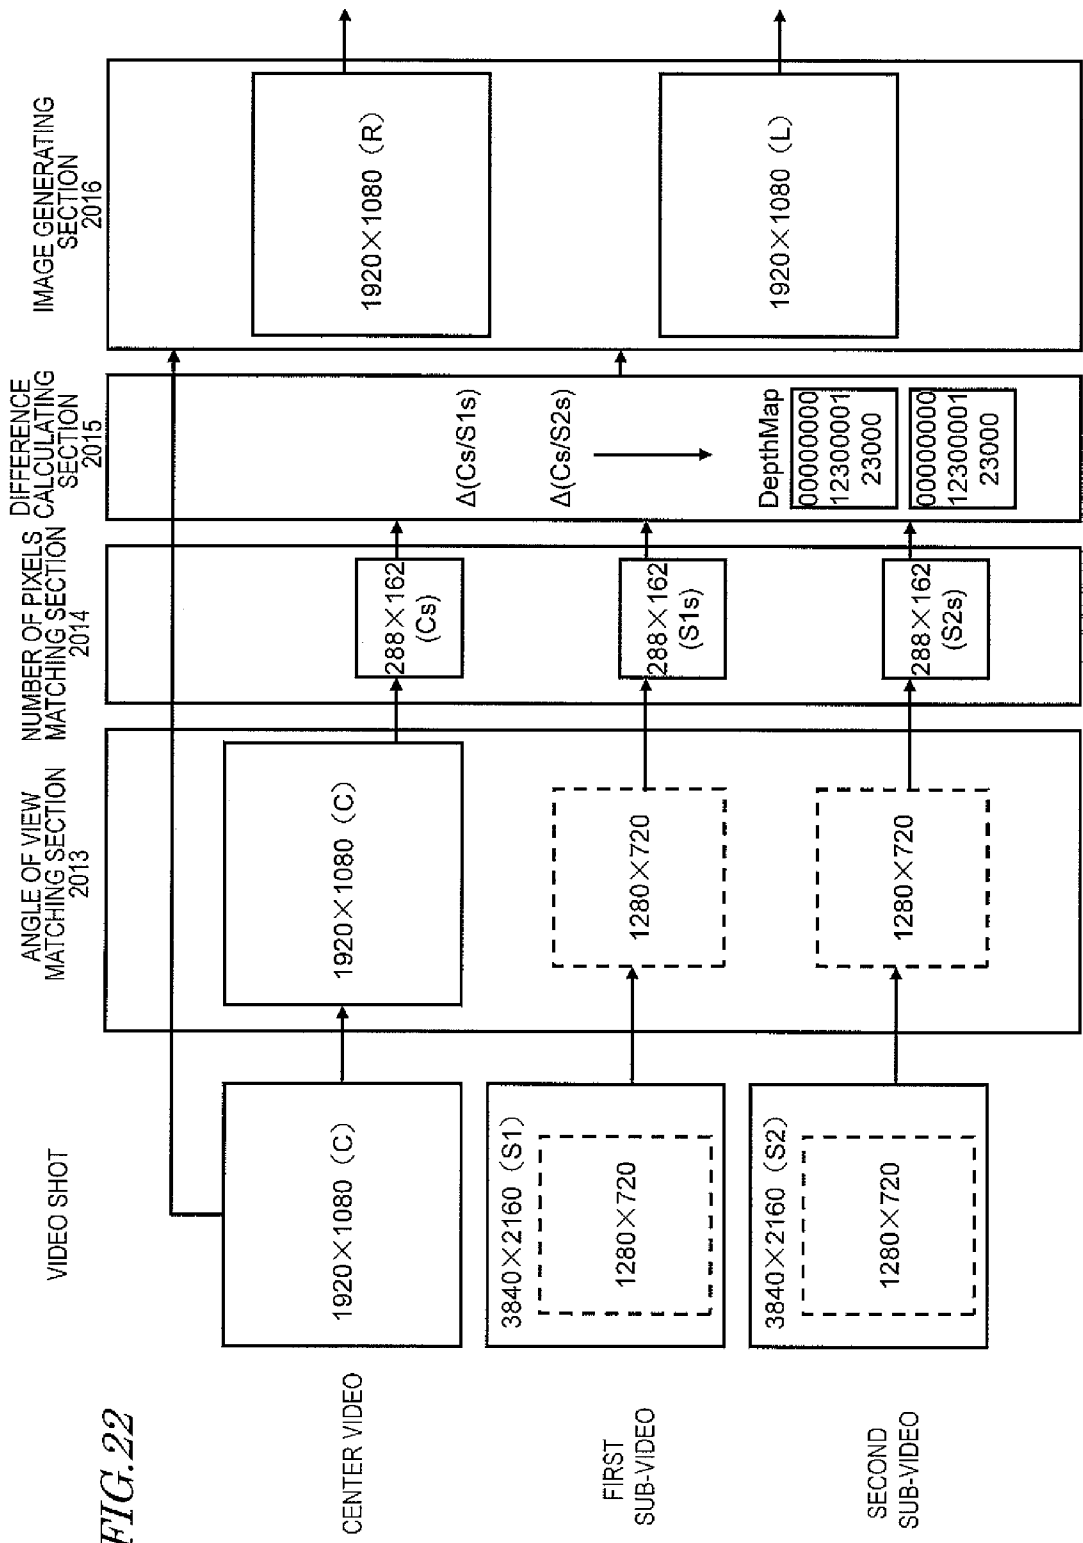 FIG.22
VIDEO SHOT
ANGLE OF VIEW
MATCHING SECTION
2013
NUMBER OF PIXELS
MATCHING SECTION
2014
DIFFERENCE
CALCULATING
SECTION
2015
IMAGE GENERATING
SECTION
2016
CENTER VIDEO
1920×1080 (C)
1920×1080 (C)
288×162
(Cs)
Δ(Cs/S1s)
Δ(Cs/S2s)
1920×1080 (R)
FIRST
SUB-VIDEO
3840×2160 (S1)
1280×720
1280×720
288×162
(S1s)
DepthMap
00000000
12300001
23000
00000000
12300001
23000
1920×1080 (L)
SECOND
SUB-VIDEO
3840×2160 (S2)
1280×720
1280×720
288×162
(S2s)